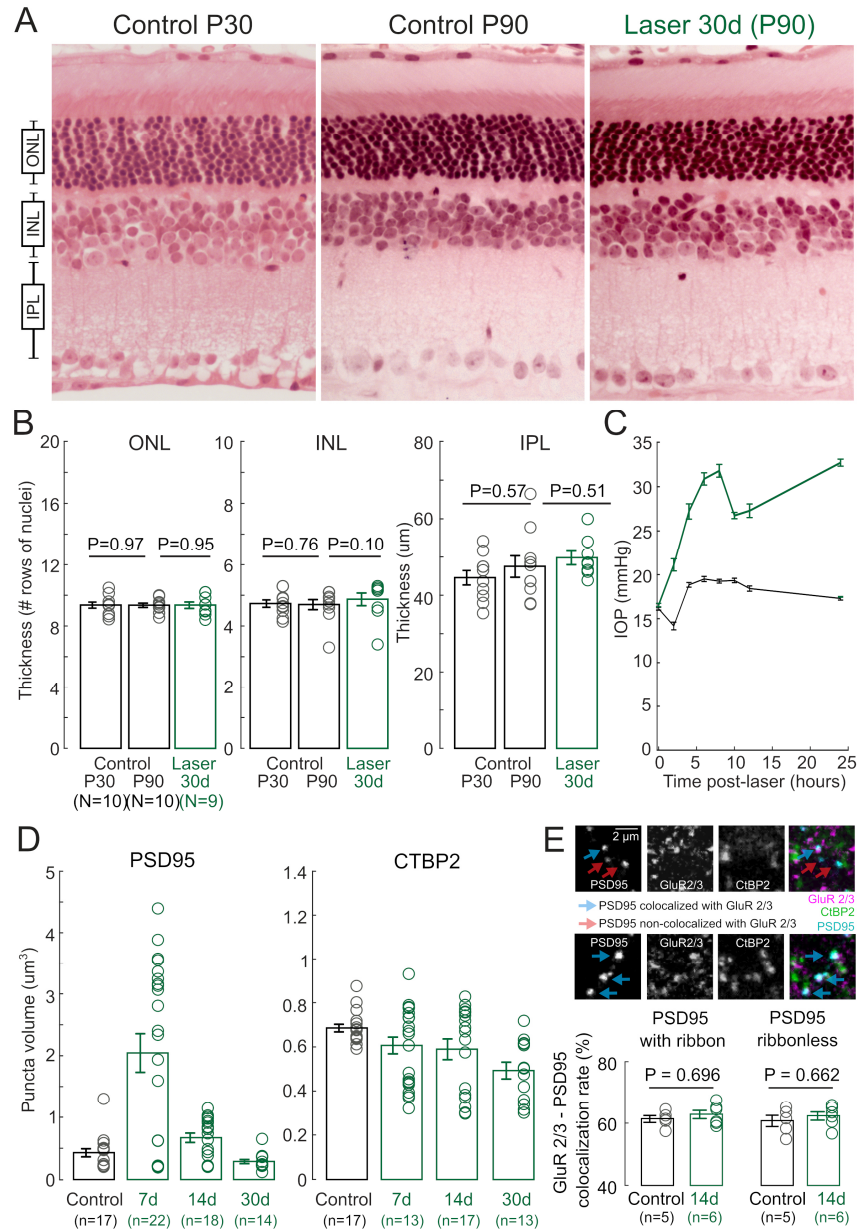 A
Control P30
Control P90
Laser 30d (P90)
ONL
INL
IPL
B
ONL
INL
IPL
C
Thickness (# rows of nuclei)
20
16
12
8
4
0
P=0.97
P=0.95
10
8
6
4
2
0
P=0.76
P=0.10
Thickness (um)
80
60
40
20
0
P=0.57
P=0.51
IOP (mmHg)
35
30
25
20
15
10
5
0
0
5
10
15
20
25
Time post-laser (hours)
Control
Laser
P30
P90
30d
(N=10)
(N=10)
(N=9)
Control
Laser
P30
P90
30d
Control
Laser
P30
P90
30d
D
PSD95
CTBP2
Puncta volume (um³)
5
4
3
2
1
0
1.4
1.2
1.0
0.8
0.6
0.4
0.2
0
Control
7d
14d
30d
(n=17)
(n=22)
(n=18)
(n=14)
Control
7d
14d
30d
(n=17)
(n=13)
(n=17)
(n=13)
E
2 µm
PSD95
GluR2/3
CtBP2
GluR 2/3
CtBP2
PSD95
PSD95 colocalized with GluR 2/3
PSD95 non-colocalized with GluR 2/3
PSD95
GluR2/3
CtBP2
PSD95
with ribbon
PSD95
ribbonless
GluR 2/3 - PSD95
colocalization rate (%)
80
60
40
P = 0.696
P = 0.662
Control
14d
Control
14d
(n=5)
(n=6)
(n=5)
(n=6)